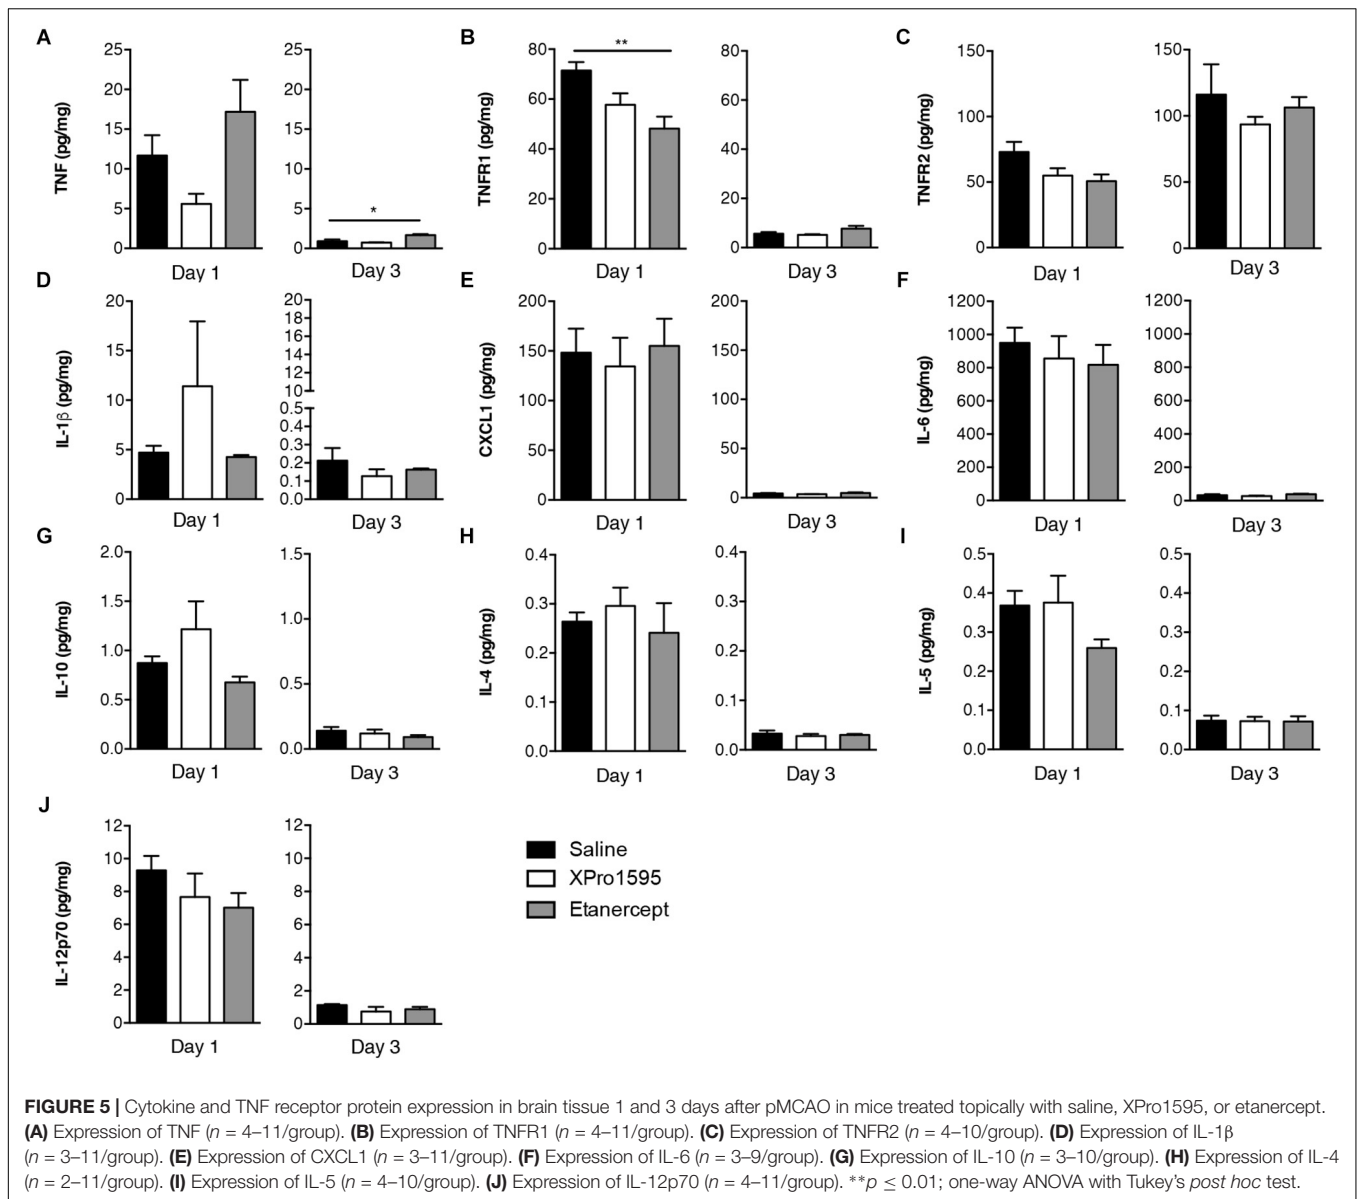 A
TNF (pg/mg)
25
20
15
10
5
0
Day 1
25
20
15
10
5
0
*
Day 3
B
TNFR1 (pg/mg)
80
60
40
20
0
**
Day 1
80
60
40
20
0
Day 3
C
TNFR2 (pg/mg)
150
100
50
0
Day 1
150
100
50
0
Day 3
D
IL-1β (pg/mg)
20
15
10
5
0
Day 1
20
18
16
14
12
10
0.5
0.4
0.3
0.2
0.1
0.0
Day 3
E
CXCL1 (pg/mg)
200
150
100
50
0
Day 1
200
150
100
50
0
Day 3
F
IL-6 (pg/mg)
1200
1000
800
600
400
200
0
Day 1
1200
1000
800
600
400
200
0
Day 3
G
IL-10 (pg/mg)
2.0
1.5
1.0
0.5
0.0
Day 1
1.5
1.0
0.5
0.0
Day 3
H
IL-4 (pg/mg)
0.4
0.3
0.2
0.1
0.0
Day 1
0.4
0.3
0.2
0.1
0.0
Day 3
I
IL-5 (pg/mg)
0.5
0.4
0.3
0.2
0.1
0.0
Day 1
0.5
0.4
0.3
0.2
0.1
0.0
Day 3
J
IL-12p70 (pg/mg)
12
10
8
6
4
2
0
Day 1
12
10
8
6
4
2
0
Day 3
Saline
XPro1595
Etanercept
FIGURE 5 | Cytokine and TNF receptor protein expression in brain tissue 1 and 3 days after pMCAO in mice treated topically with saline, XPro1595, or etanercept.
(A) Expression of TNF (n = 4–11/group). (B) Expression of TNFR1 (n = 4–11/group). (C) Expression of TNFR2 (n = 4–10/group). (D) Expression of IL-1β
(n = 3–11/group). (E) Expression of CXCL1 (n = 3–11/group). (F) Expression of IL-6 (n = 3–9/group). (G) Expression of IL-10 (n = 3–10/group). (H) Expression of IL-4
(n = 2–11/group). (I) Expression of IL-5 (n = 4–10/group). (J) Expression of IL-12p70 (n = 4–11/group). **p ≤ 0.01; one-way ANOVA with Tukey's post hoc test.